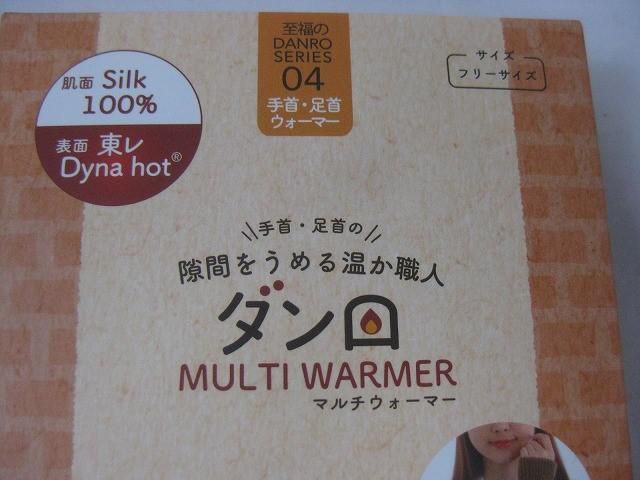 至福の
DANRO
SERIES
04
手首・足首
ウォーマー
サイズ
フリーサイズ
肌面 Silk
100%
表面 東レ
Dyna hot®
手首・足首の
隙間をうめる温か職人
ダンロ
MULTI WARMER
マルチウォーマー